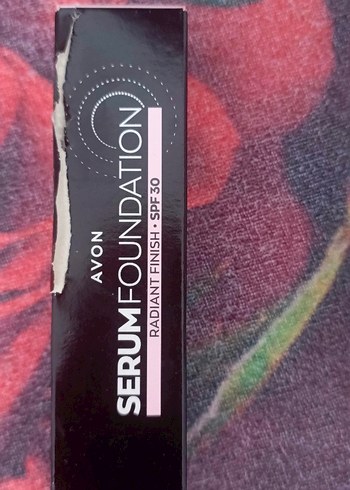 AVON
SERUMFOUNDATION
RADIANT FINISH • SPF 30